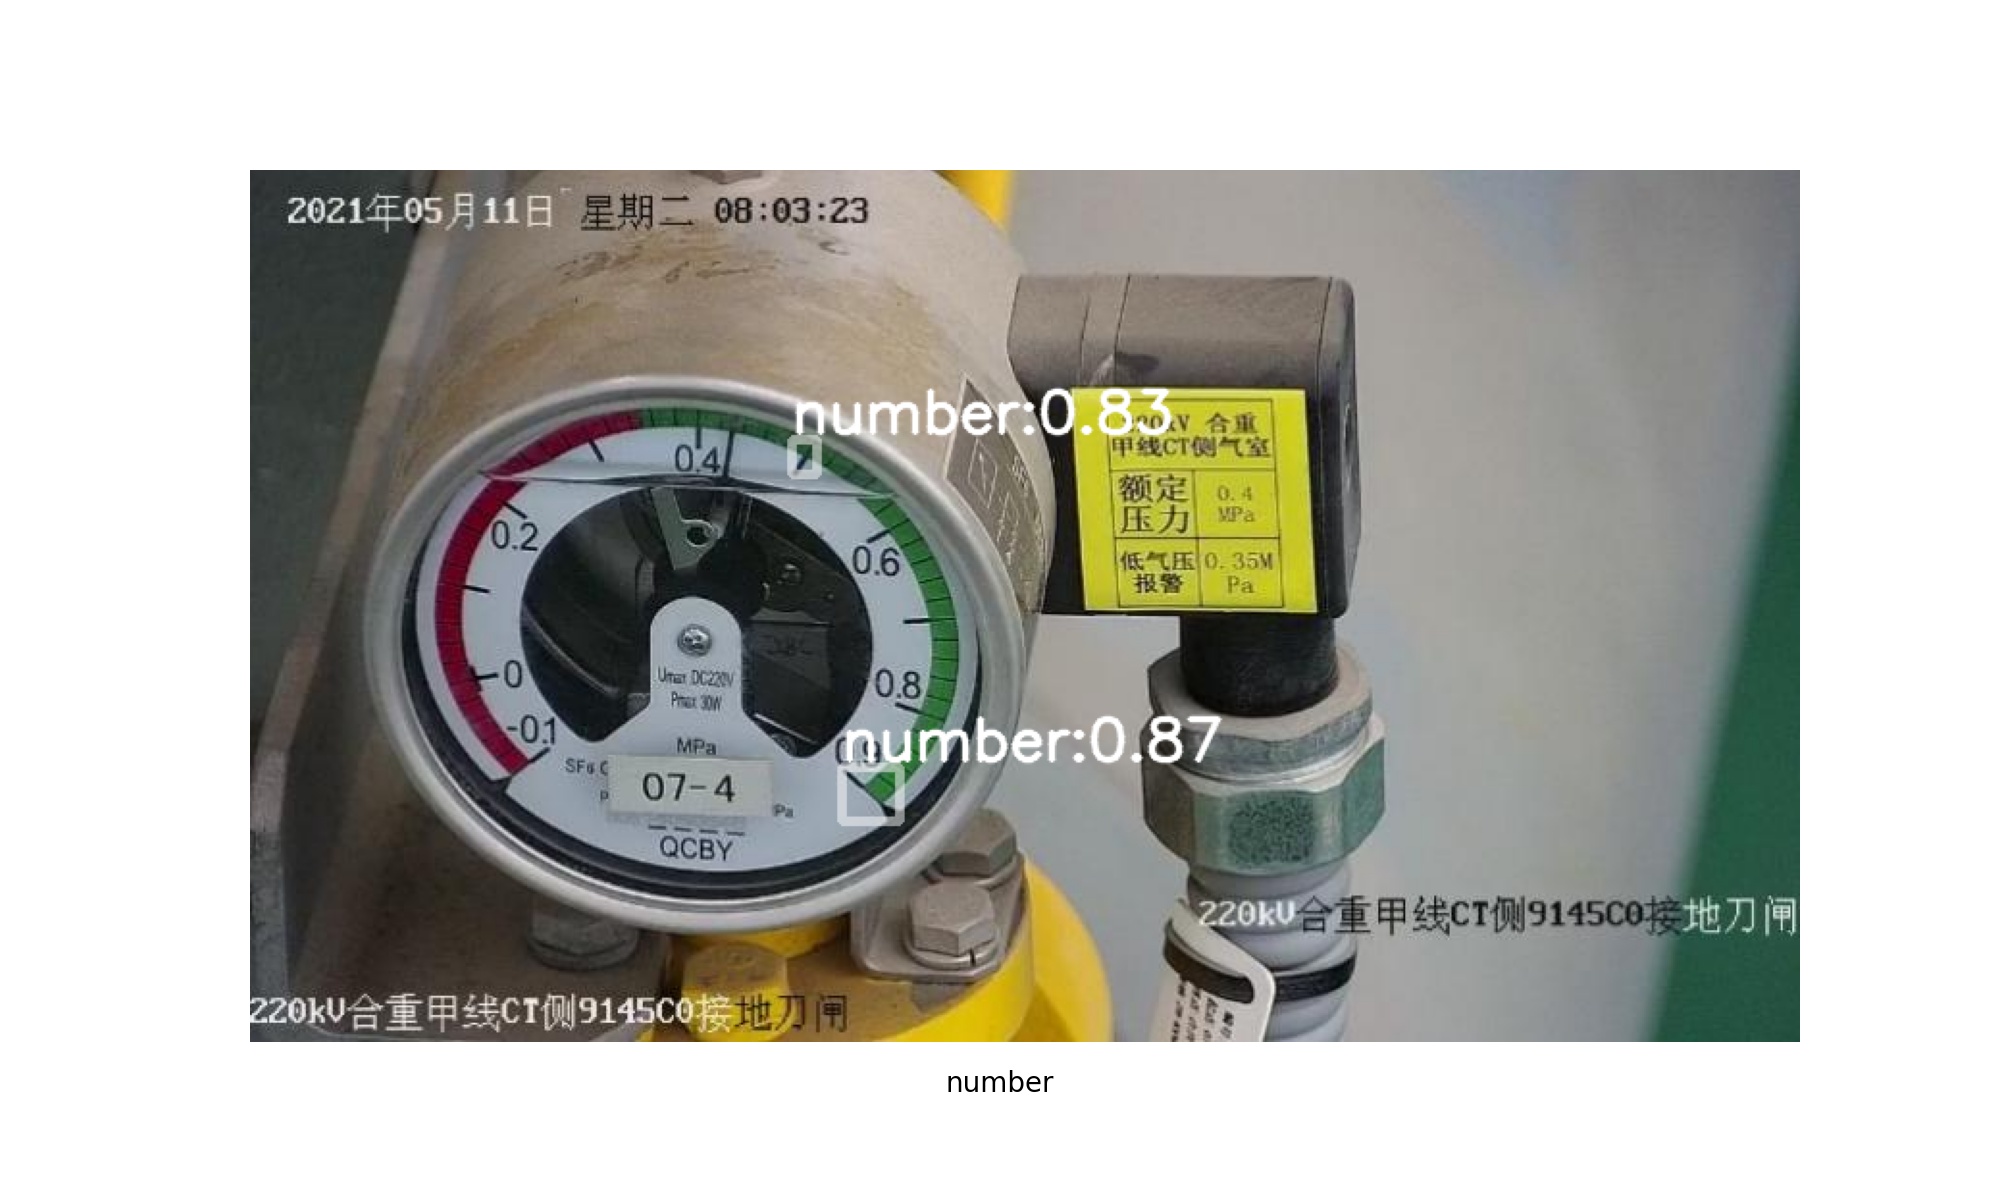 2021年05月11日 星期二 08:03:23
number:0.83
220kV 合重
甲线CT侧气室
额定压力 0.4 MPa
低气压报警 0.35MPa
0.4
0.2
0.6
0
0.8
-0.1
0.9
Umax DC220V
Pmax 30W
number:0.87
MPa
SF6
07-4
Pa
QCBY
220kV合重甲线CT侧9145C0接地刀闸
220kV合重甲线CT侧9145C0接地刀闸
number